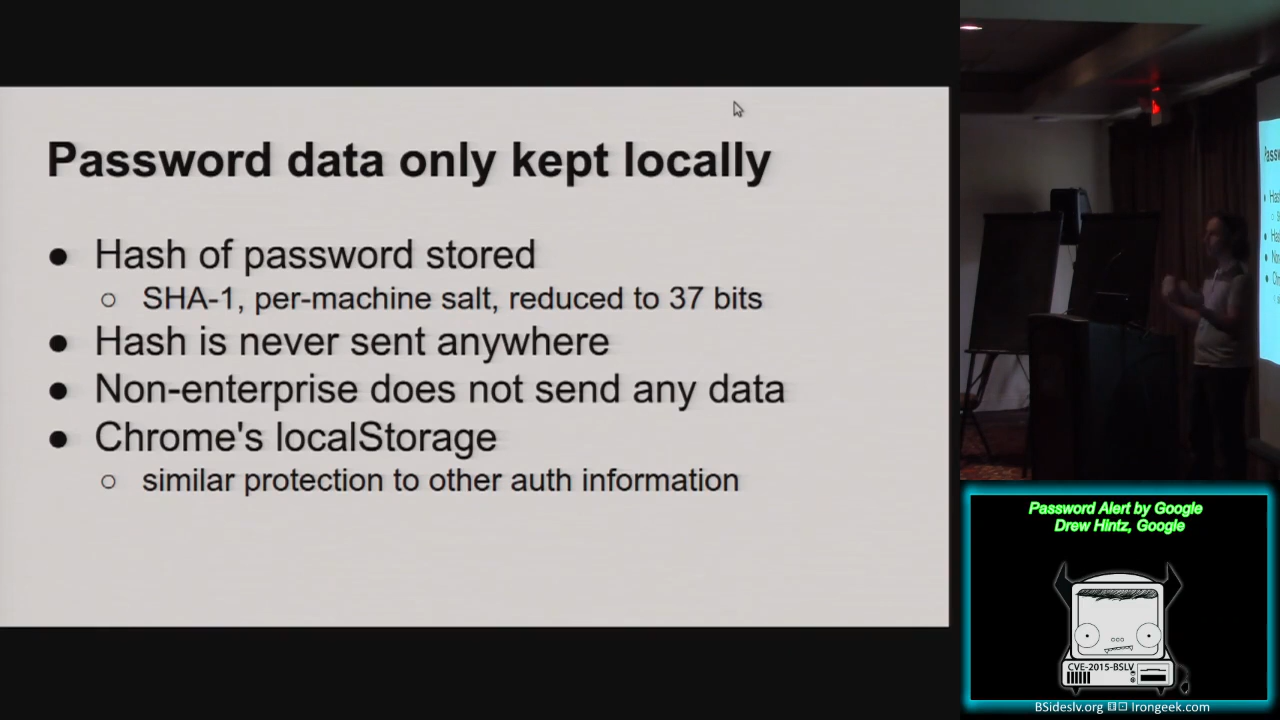 Password data only kept locally
● Hash of password stored
○ SHA-1, per-machine salt, reduced to 37 bits
● Hash is never sent anywhere
● Non-enterprise does not send any data
● Chrome's localStorage
○ similar protection to other auth information
Password Alert by Google
Drew Hintz, Google
CVE-2015-BSLV
BSideslv.org Irongeek.com